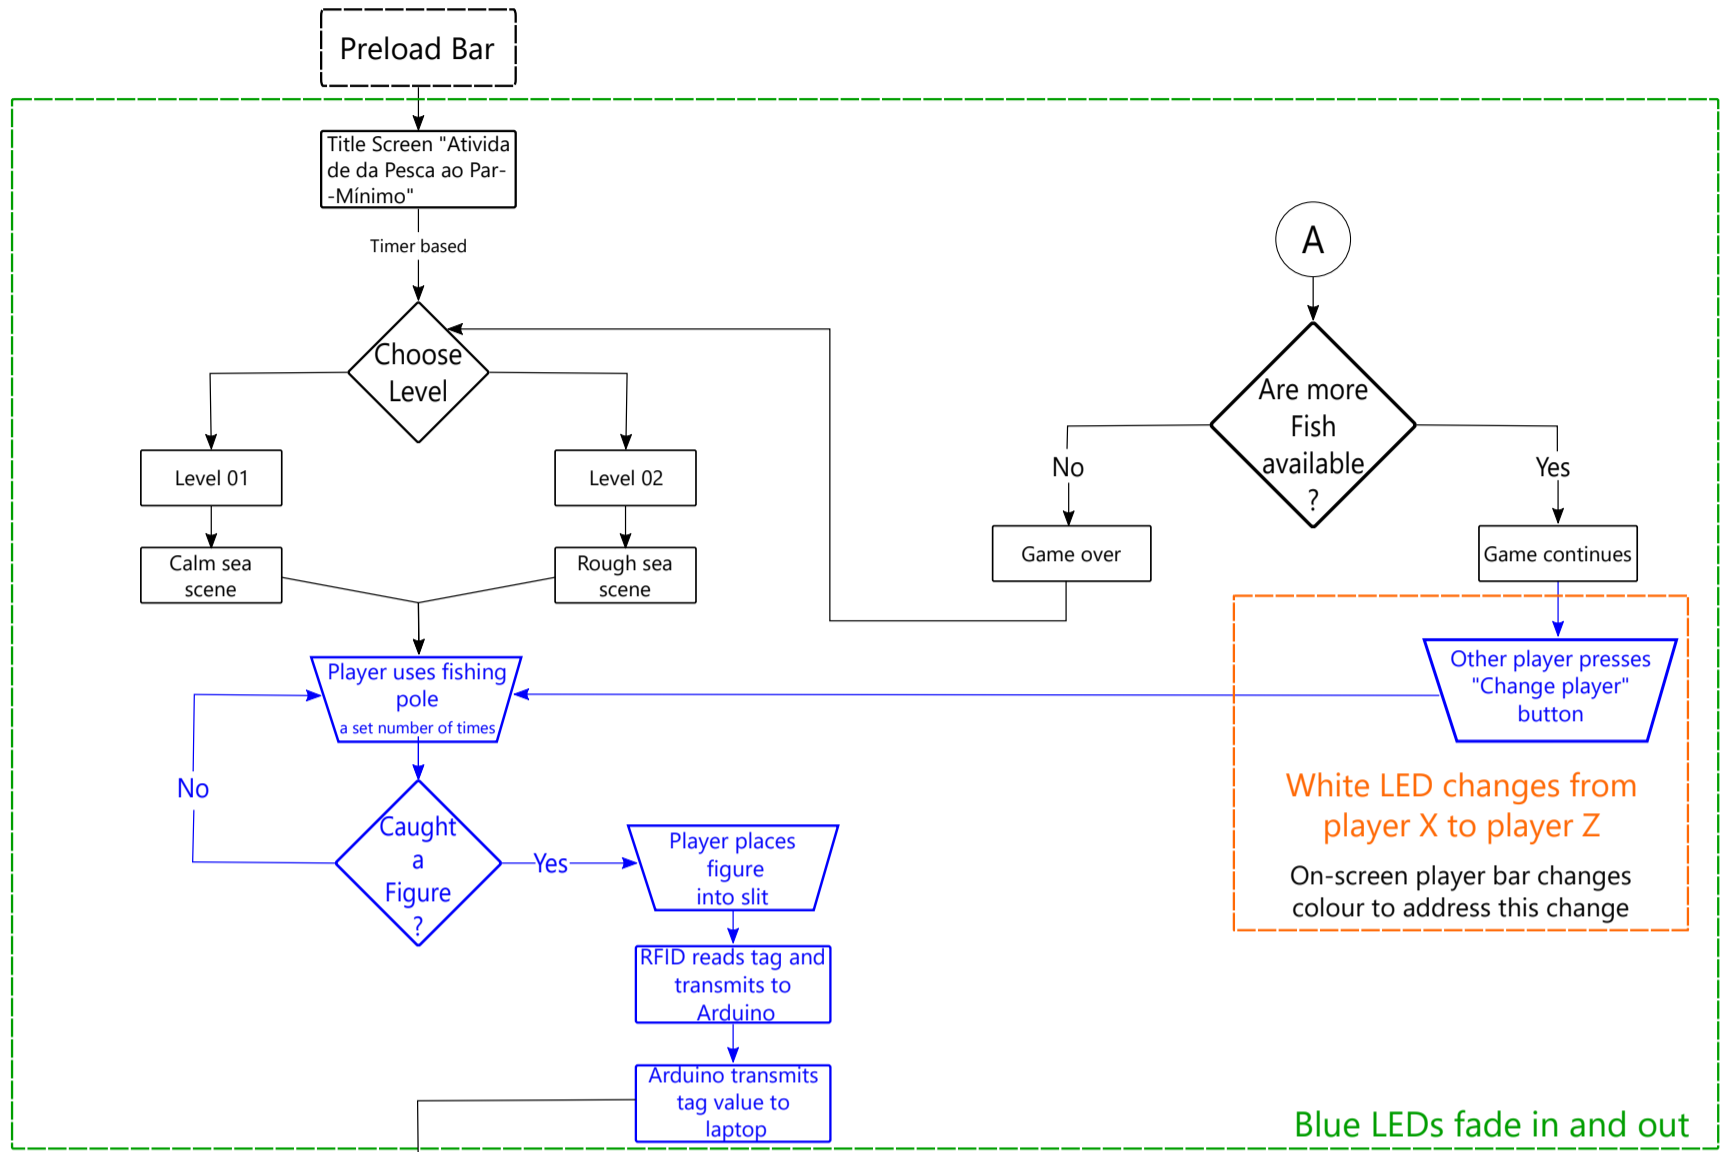 Preload Bar
Title Screen "Ativida
de da Pesca ao Par-
-Mínimo"
Timer based
Choose
Level
Level 01
Level 02
Calm sea
scene
Rough sea
scene
Player uses fishing
pole
a set number of times
No
Caught
a
Figure
?
Yes
Player places
figure
into slit
RFID reads tag and
transmits to
Arduino
Arduino transmits
tag value to
laptop
A
Are more
Fish
available
?
No
Yes
Game over
Game continues
Other player presses
"Change player"
button
White LED changes from
player X to player Z
On-screen player bar changes
colour to address this change
Blue LEDs fade in and out